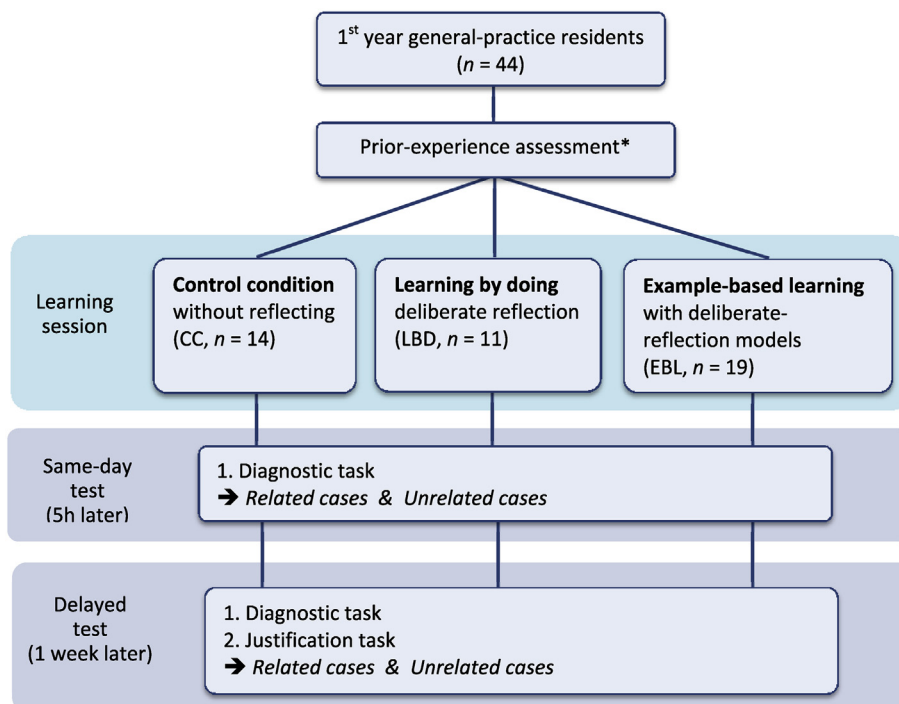 1st year general-practice residents
(n = 44)
Prior-experience assessment*
Learning
session
Control condition
without reflecting
(CC, n = 14)
Learning by doing
deliberate reflection
(LBD, n = 11)
Example-based learning
with deliberate-
reflection models
(EBL, n = 19)
Same-day
test
(5h later)
1. Diagnostic task
➔ Related cases & Unrelated cases
Delayed
test
(1 week later)
1. Diagnostic task
2. Justification task
➔ Related cases & Unrelated cases